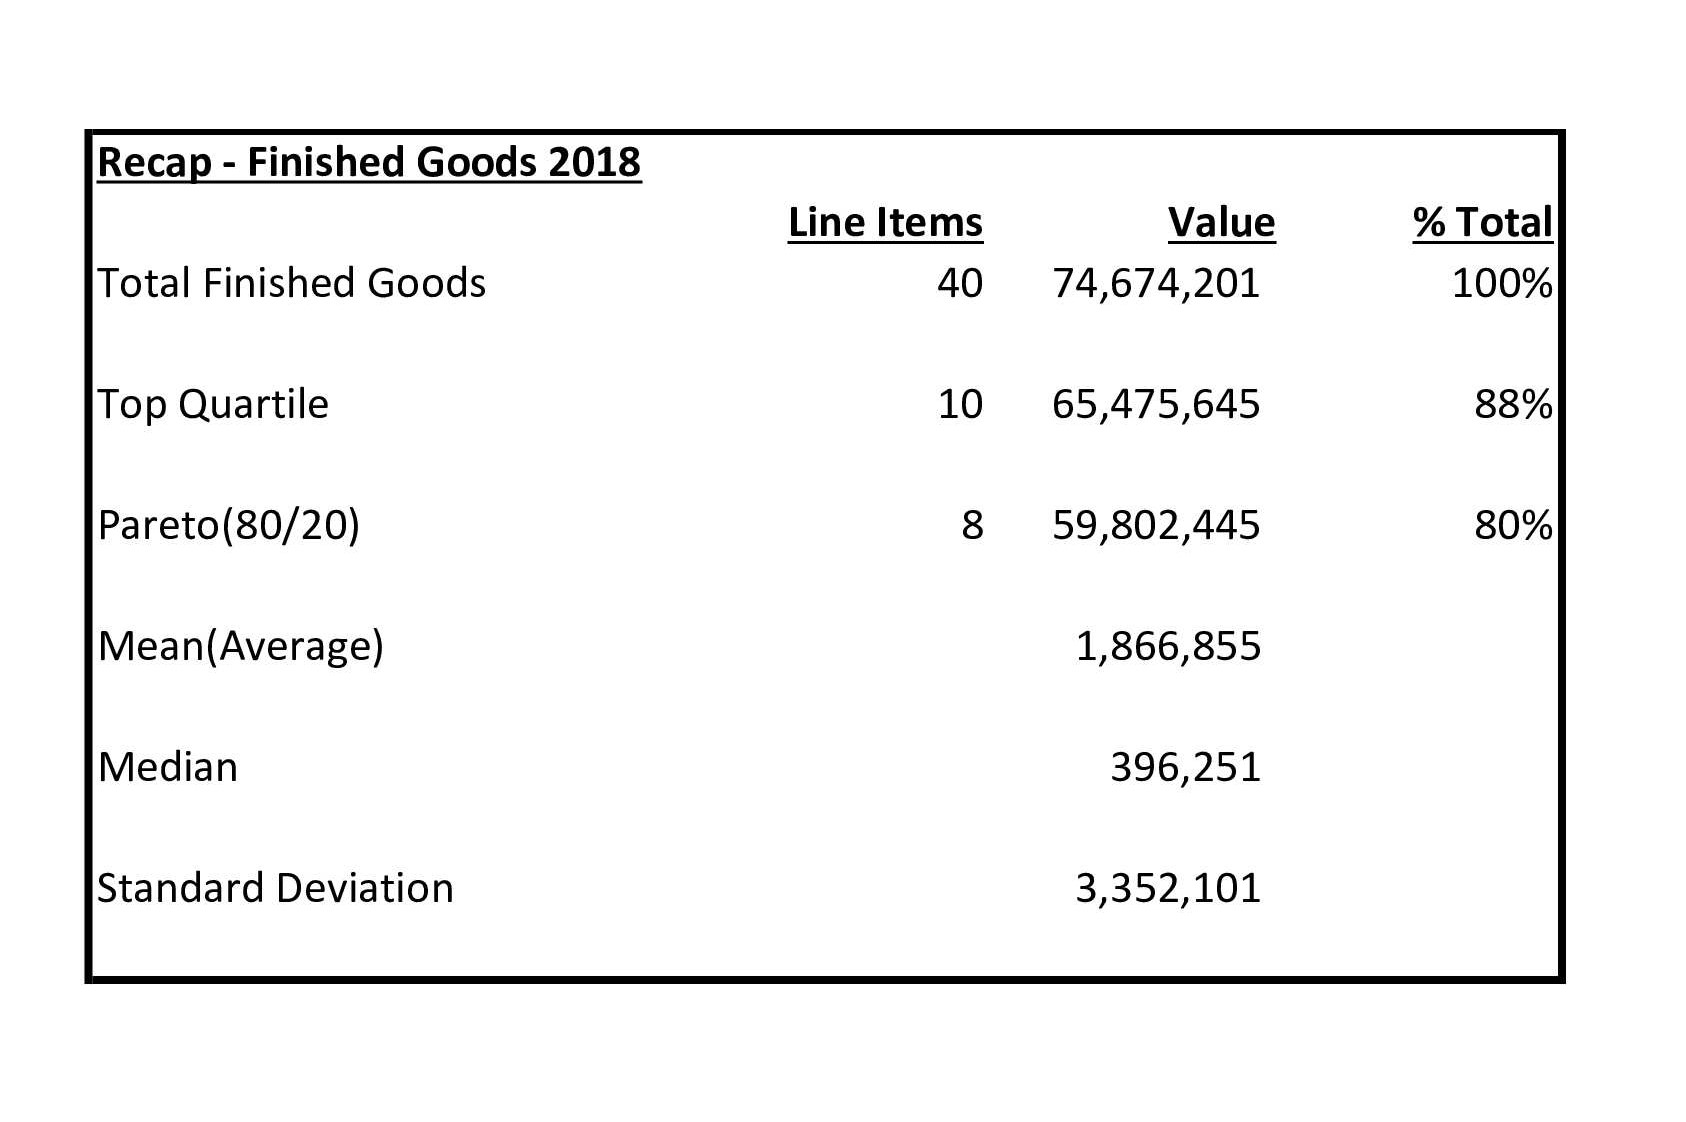 Recap - Finished Goods 2018
Line Items Value % Total
Total Finished Goods 40 74,674,201 100%
Top Quartile 10 65,475,645 88%
Pareto(80/20) 8 59,802,445 80%
Mean(Average) 1,866,855
Median 396,251
Standard Deviation 3,352,101